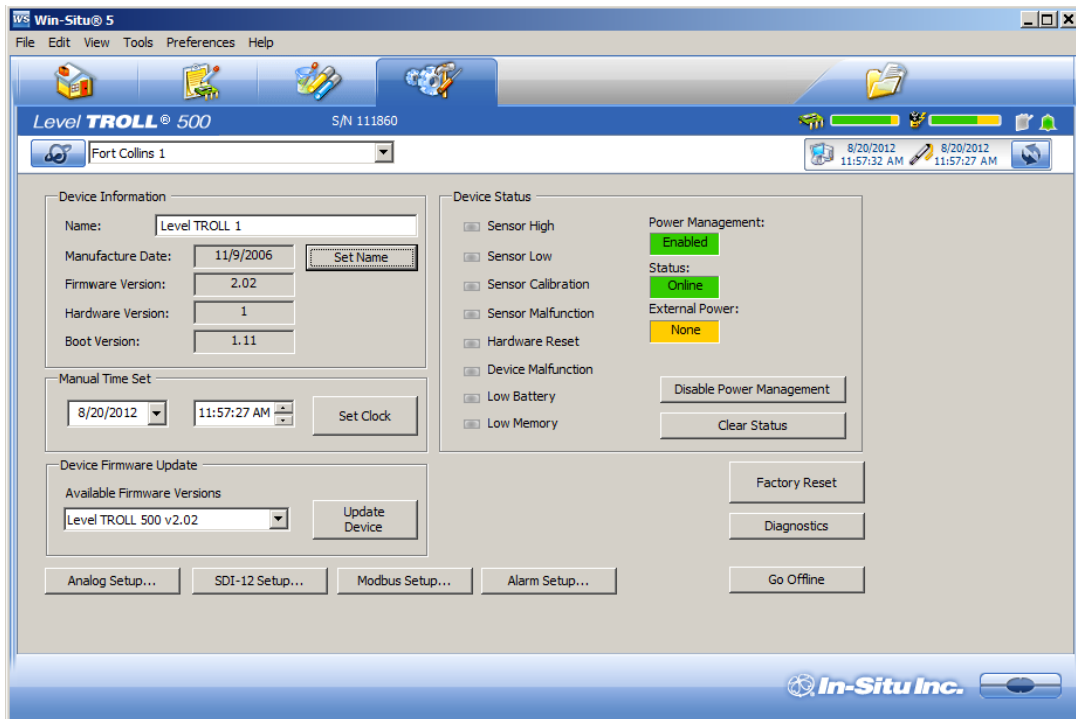 WS Win-Situ® 5
File Edit View Tools Preferences Help
Level TROLL® 500 S/N 111860
Fort Collins 1
8/20/2012 11:57:32 AM
8/20/2012 11:57:27 AM
Device Information
Name: Level TROLL 1
Manufacture Date: 11/9/2006 Set Name
Firmware Version: 2.02
Hardware Version: 1
Boot Version: 1.11
Manual Time Set
8/20/2012 11:57:27 AM Set Clock
Device Firmware Update
Available Firmware Versions
Level TROLL 500 v2.02
Update
Device
Device Status
Sensor High
Sensor Low
Sensor Calibration
Sensor Malfunction
Hardware Reset
Device Malfunction
Low Battery
Low Memory
Power Management:
Enabled
Status:
Online
External Power:
None
Disable Power Management
Clear Status
Factory Reset
Diagnostics
Analog Setup... SDI-12 Setup... Modbus Setup... Alarm Setup... Go Offline
In-Situ Inc.